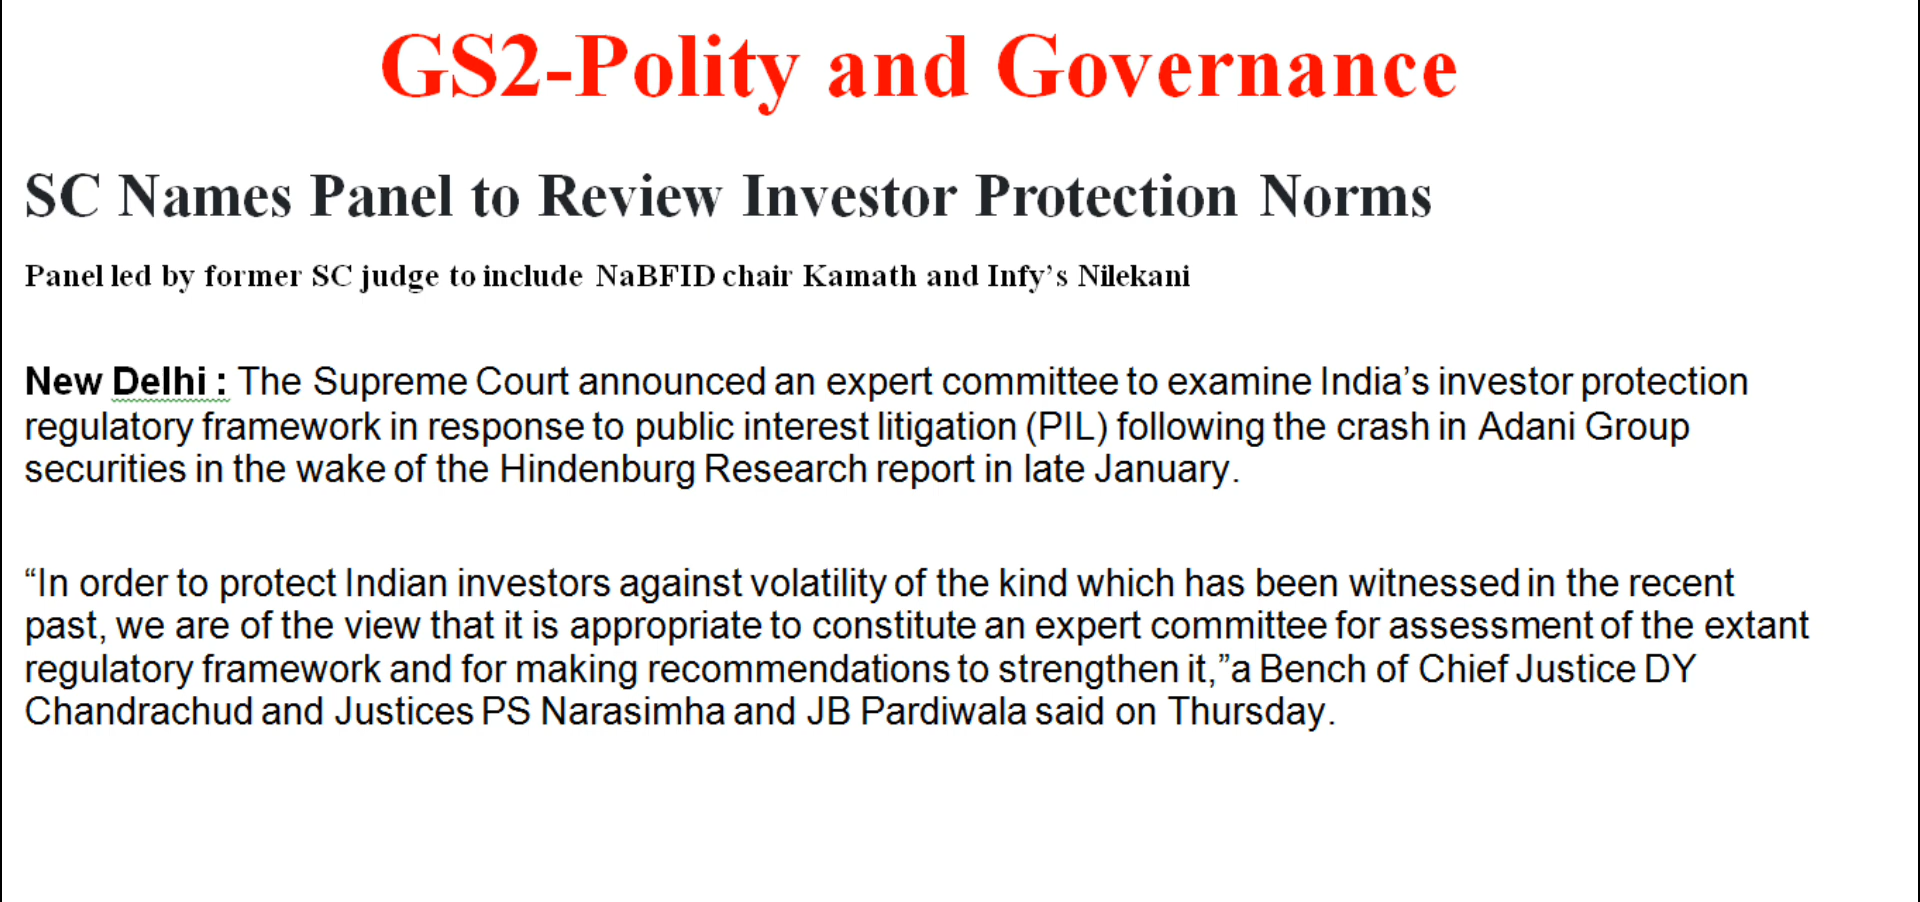 GS2-Polity and Governance
SC Names Panel to Review Investor Protection Norms
Panel led by former SC judge to include NaBFID chair Kamath and Infy’s Nilekani
New Delhi : The Supreme Court announced an expert committee to examine India’s investor protection
regulatory framework in response to public interest litigation (PIL) following the crash in Adani Group
securities in the wake of the Hindenburg Research report in late January.
“In order to protect Indian investors against volatility of the kind which has been witnessed in the recent
past, we are of the view that it is appropriate to constitute an expert committee for assessment of the extant
regulatory framework and for making recommendations to strengthen it,”a Bench of Chief Justice DY
Chandrachud and Justices PS Narasimha and JB Pardiwala said on Thursday.